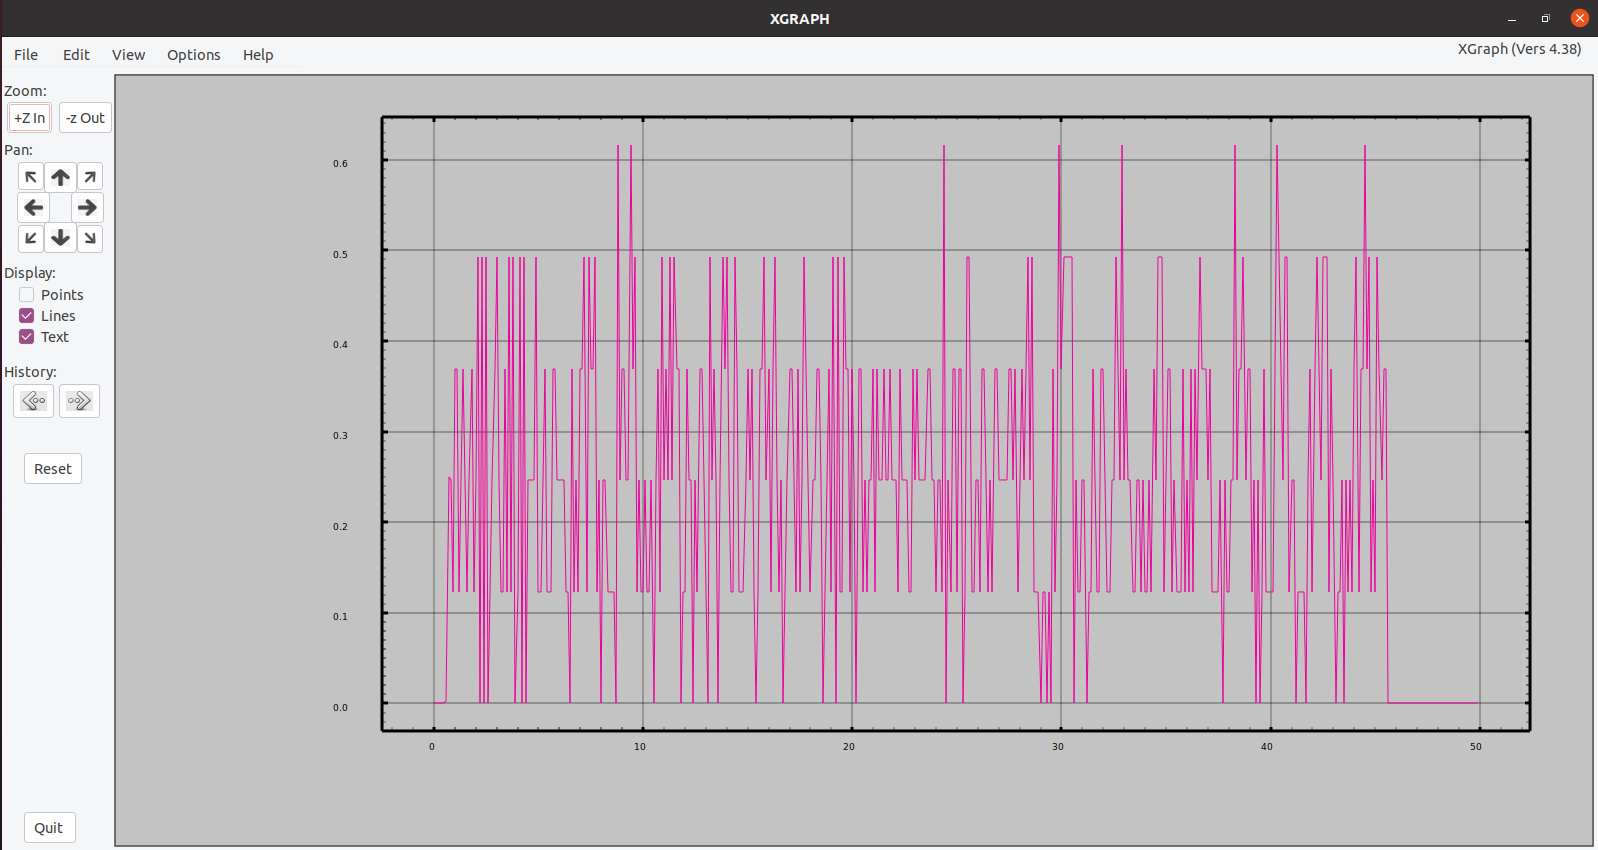 XGRAPH
File Edit View Options Help
XGraph (Vers 4.38)
Zoom:
+Z In -z Out
Pan:
Display:
Points
Lines
Text
History:
Reset
Quit
0.6
0.5
0.4
0.3
0.2
0.1
0.0
0 10 20 30 40 50